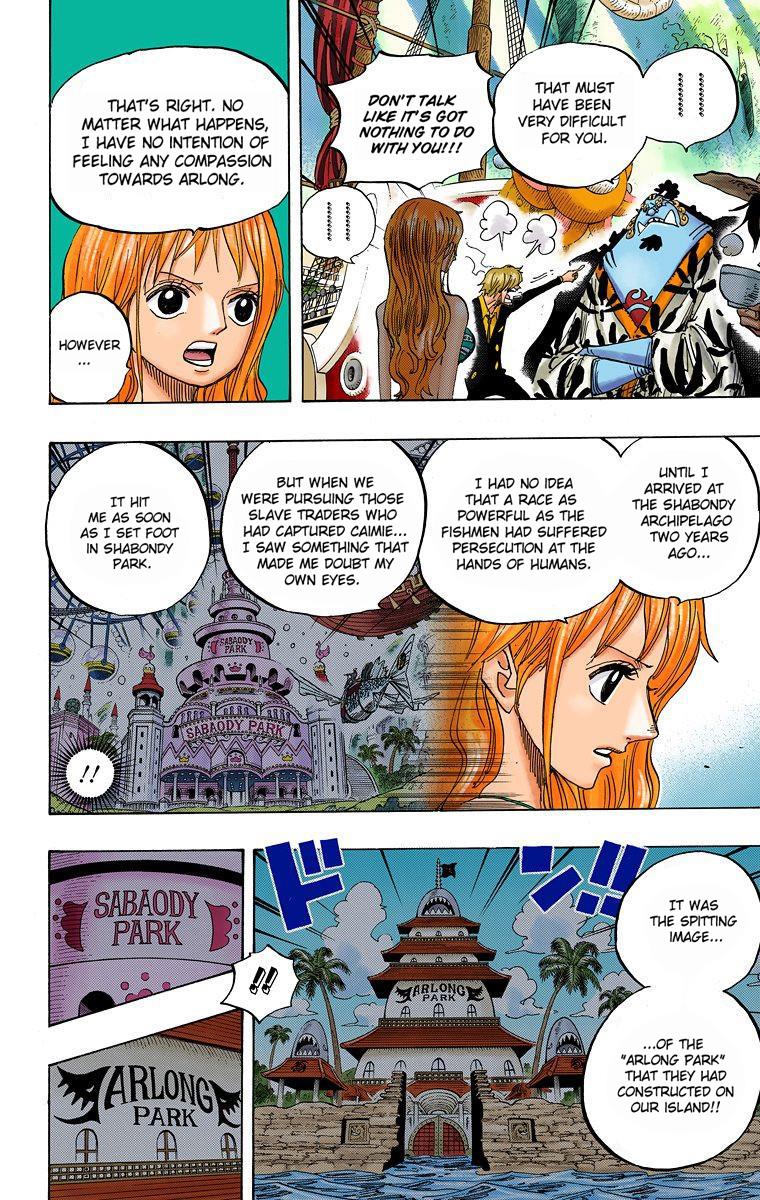 THAT MUST
HAVE BEEN
VERY DIFFICULT
FOR YOU.
DON'T TALK
LIKE IT'S GOT
NOTHING TO DO
WITH YOU!!!
THAT'S RIGHT. NO
MATTER WHAT HAPPENS,
I HAVE NO INTENTION OF
FEELING ANY COMPASSION
TOWARDS ARLONG.
HOWEVER
...
UNTIL I
ARRIVED AT
THE SHABONDY
ARCHIPELAGO
TWO YEARS
AGO...
I HAD NO IDEA
THAT A RACE AS
POWERFUL AS THE
FISHMEN HAD SUFFERED
PERSECUTION AT THE
HANDS OF HUMANS.
BUT WHEN WE
WERE PURSUING THOSE
SLAVE TRADERS WHO
HAD CAPTURED CAIMIE...
I SAW SOMETHING THAT
MADE ME DOUBT MY
OWN EYES.
IT HIT
ME AS SOON
AS I SET FOOT
IN SHABONDY
PARK.
SABAODY
PARK
SABAODY PARK
!!
IT WAS
THE SPITTING
IMAGE...
...OF THE
"ARLONG PARK"
THAT THEY HAD
CONSTRUCTED ON
OUR ISLAND!!
ドン!!
ARLONG
PARK
!!
SABAODY
PARK
ARLONG
PARK